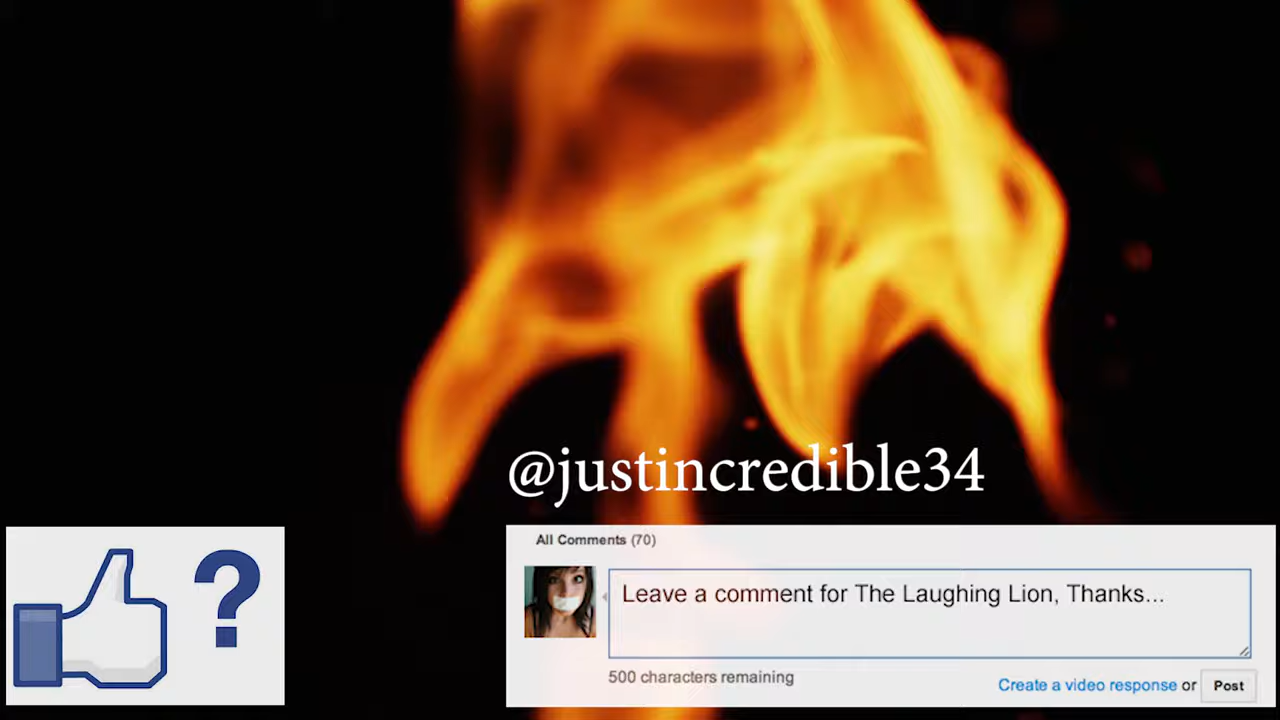 @justincredible34
All Comments (70)
Leave a comment for The Laughing Lion, Thanks...
500 characters remaining
Create a video response or Post
?